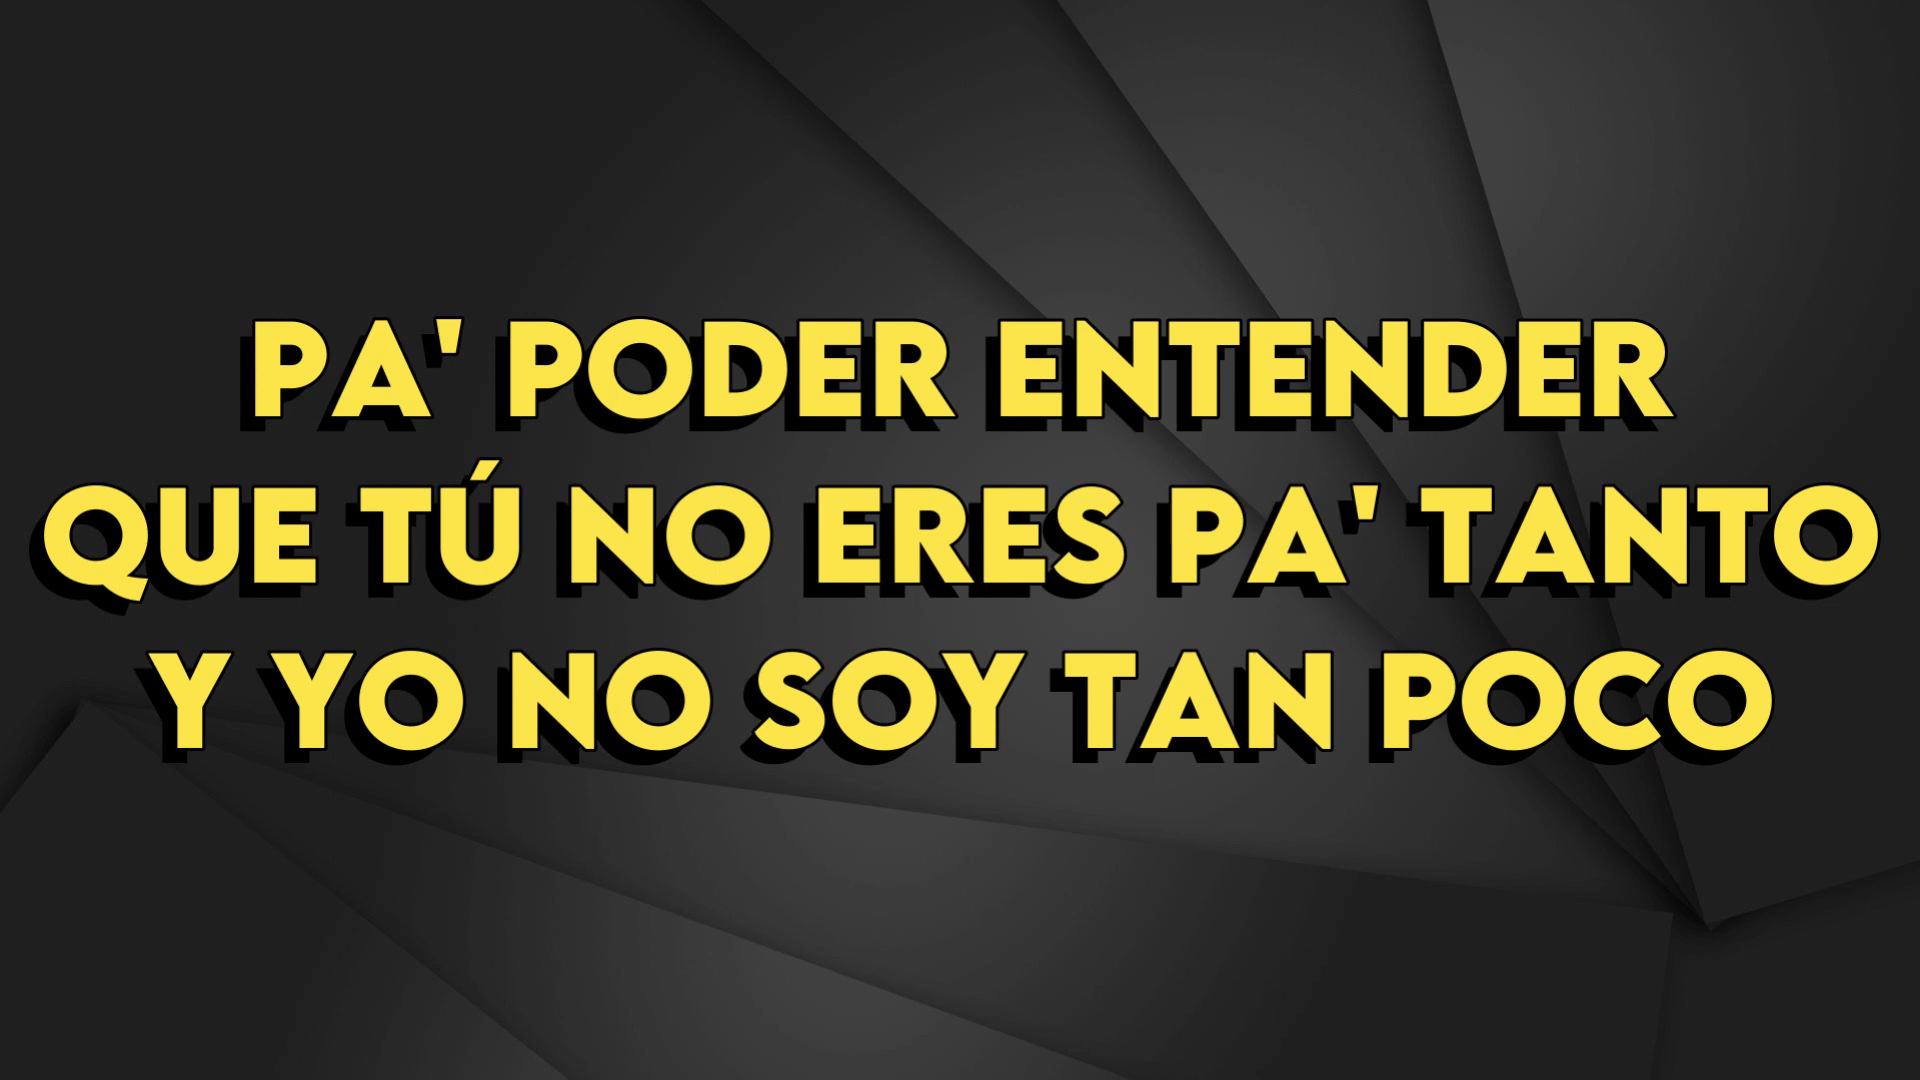 PA' PODER ENTENDER
QUE TÚ NO ERES PA' TANTO
Y YO NO SOY TAN POCO